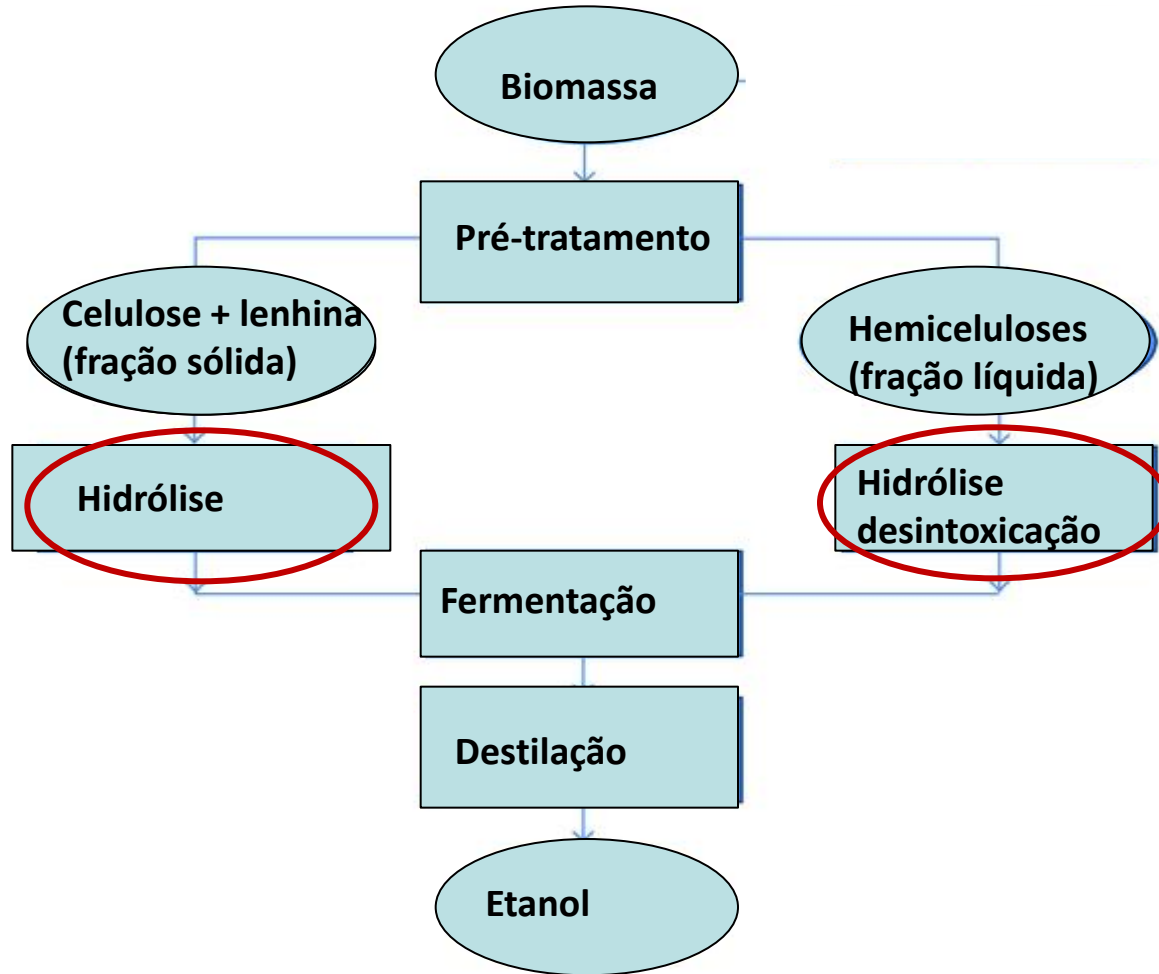 Biomassa
Pré-tratamento
Celulose + lenhina
(fração sólida)
Hemiceluloses
(fração líquida)
Hidrólise
Hidrólise
desintoxicação
Fermentação
Destilação
Etanol